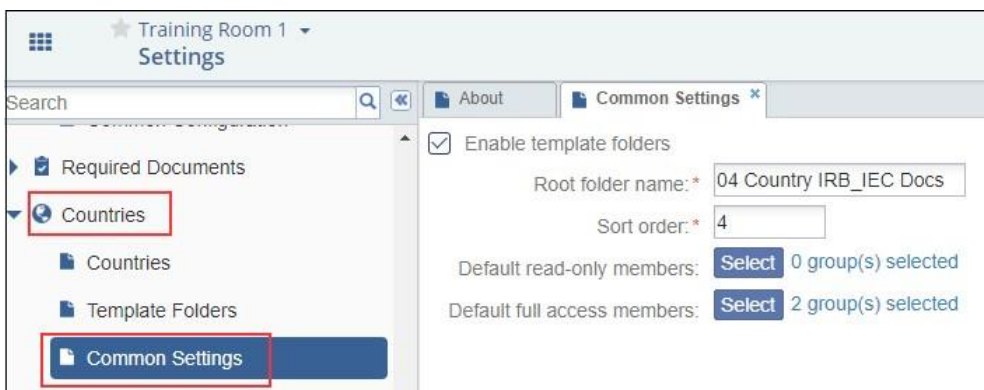 Training Room 1
Settings
Search
About
Common Settings
Required Documents
Countries
Countries
Template Folders
Common Settings
Enable template folders
Root folder name:* 04 Country IRB_IEC Docs
Sort order:* 4
Default read-only members: Select 0 group(s) selected
Default full access members: Select 2 group(s) selected